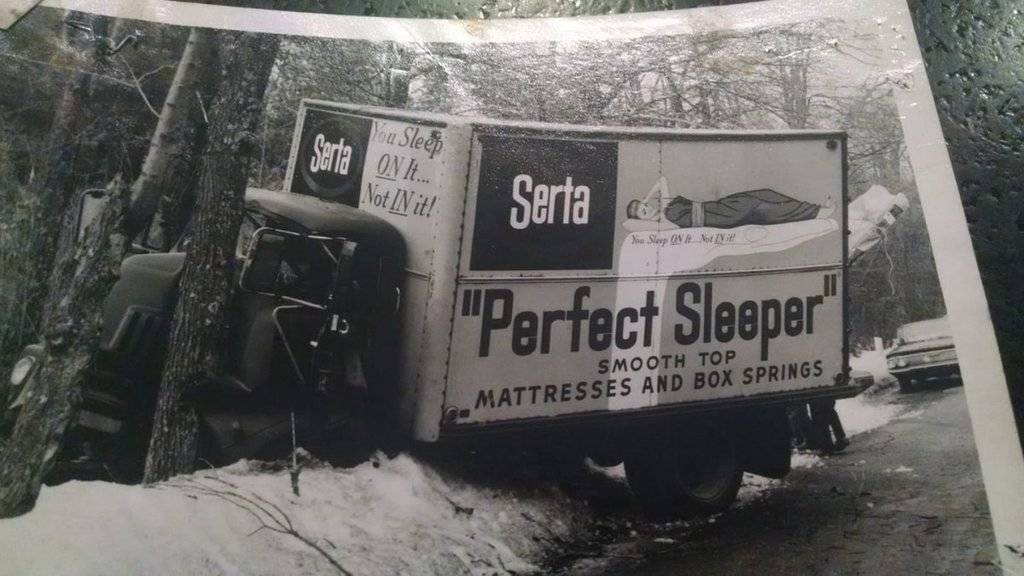 Serta
You Sleep
ON It...
Not IN it!
Serta
You Sleep ON It... Not IN it!
"Perfect Sleeper"
SMOOTH TOP
MATTRESSES AND BOX SPRINGS